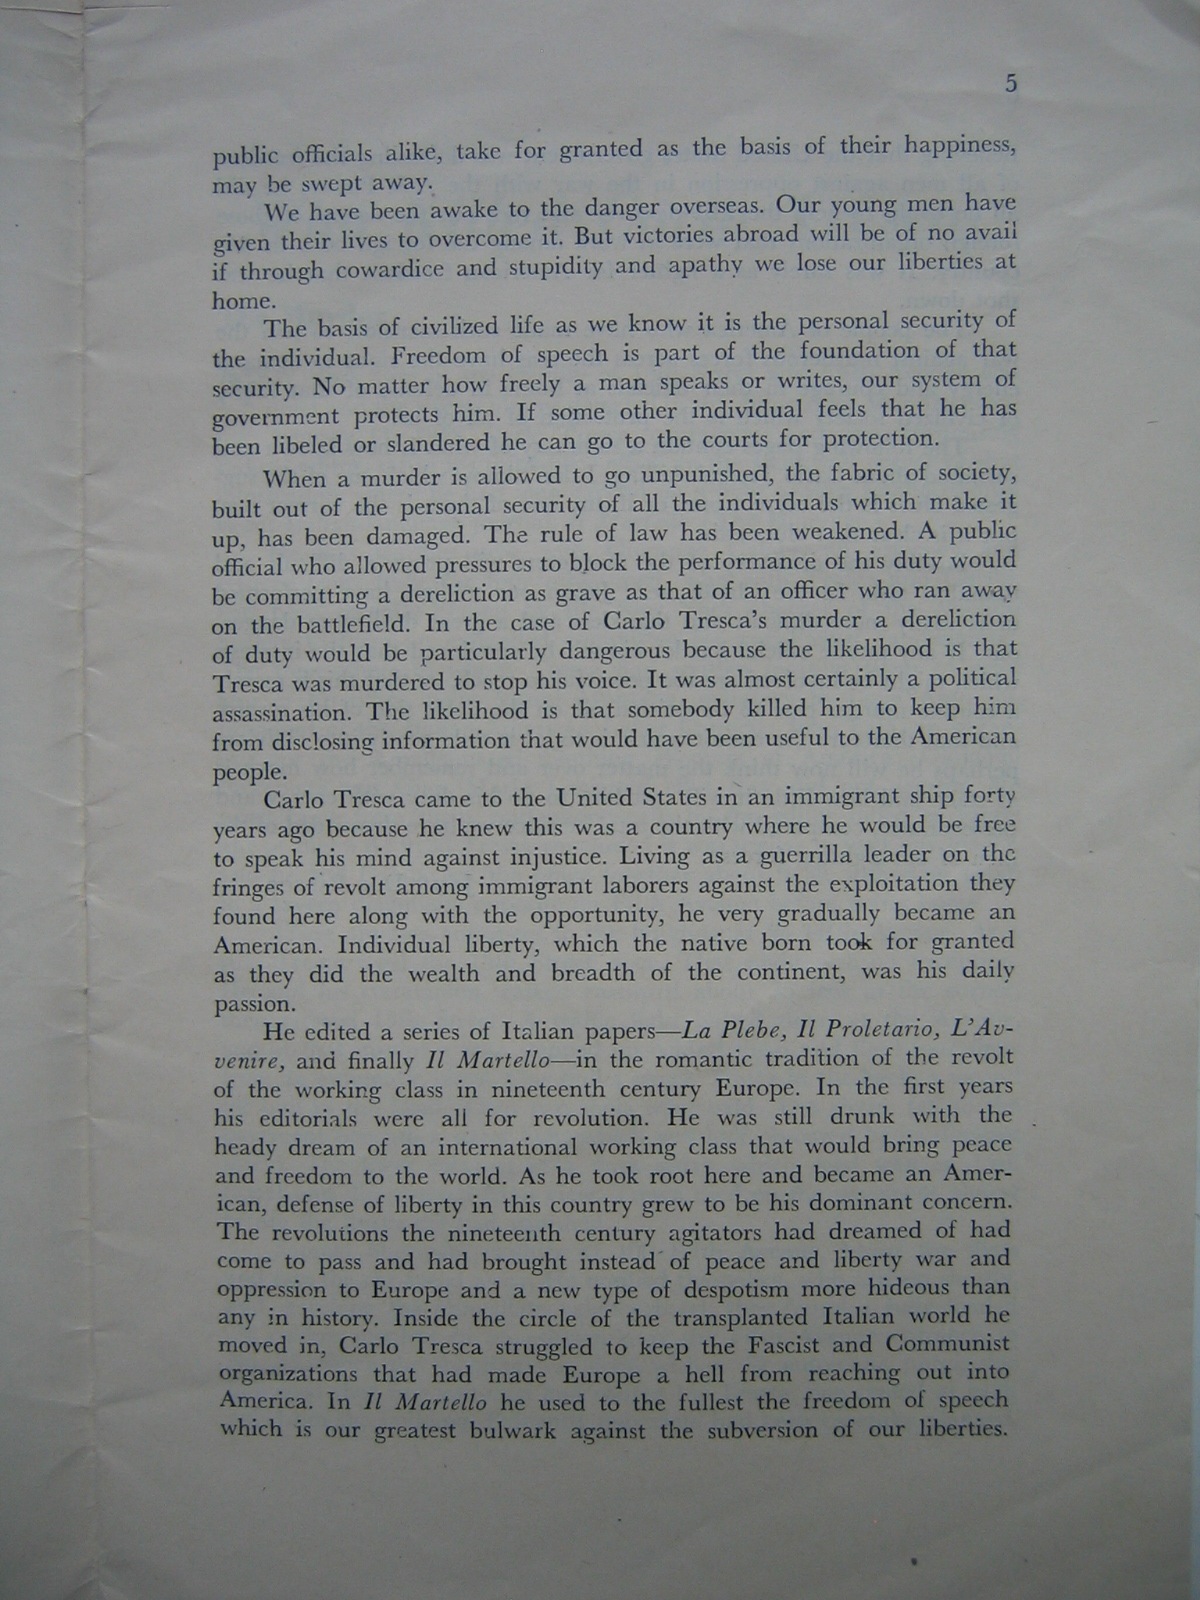 5
public officials alike, take for granted as the basis of their happiness,
may be swept away.
We have been awake to the danger overseas. Our young men have
given their lives to overcome it. But victories abroad will be of no avail
if through cowardice and stupidity and apathy we lose our liberties at
home.
The basis of civilized life as we know it is the personal security of
the individual. Freedom of speech is part of the foundation of that
security. No matter how freely a man speaks or writes, our system of
government protects him. If some other individual feels that he has
been libeled or slandered he can go to the courts for protection.
When a murder is allowed to go unpunished, the fabric of society,
built out of the personal security of all the individuals which make it
up, has been damaged. The rule of law has been weakened. A public
official who allowed pressures to block the performance of his duty would
be committing a dereliction as grave as that of an officer who ran away
on the battlefield. In the case of Carlo Tresca's murder a dereliction
of duty would be particularly dangerous because the likelihood is that
Tresca was murdered to stop his voice. It was almost certainly a political
assassination. The likelihood is that somebody killed him to keep him
from disclosing information that would have been useful to the American
people.
Carlo Tresca came to the United States in an immigrant ship forty
years ago because he knew this was a country where he would be free
to speak his mind against injustice. Living as a guerrilla leader on the
fringes of revolt among immigrant laborers against the exploitation they
found here along with the opportunity, he very gradually became an
American. Individual liberty, which the native born took for granted
as they did the wealth and breadth of the continent, was his daily
passion.
He edited a series of Italian papers—La Plebe, Il Proletario, L'Av-
venire, and finally Il Martello—in the romantic tradition of the revolt
of the working class in nineteenth century Europe. In the first years
his editorials were all for revolution. He was still drunk with the
heady dream of an international working class that would bring peace
and freedom to the world. As he took root here and became an Amer-
ican, defense of liberty in this country grew to be his dominant concern.
The revolutions the nineteenth century agitators had dreamed of had
come to pass and had brought instead of peace and liberty war and
oppression to Europe and a new type of despotism more hideous than
any in history. Inside the circle of the transplanted Italian world he
moved in, Carlo Tresca struggled to keep the Fascist and Communist
organizations that had made Europe a hell from reaching out into
America. In Il Martello he used to the fullest the freedom of speech
which is our greatest bulwark against the subversion of our liberties.